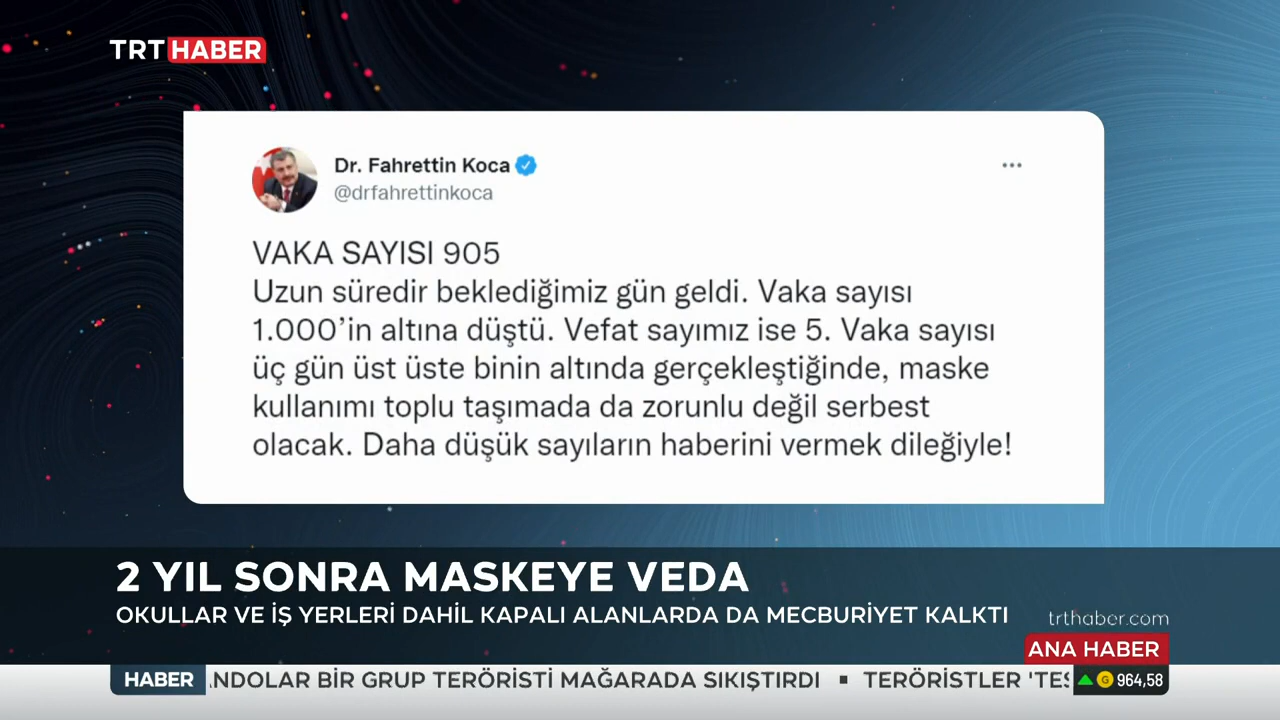 TRT HABER
Dr. Fahrettin Koca
@drfahrettinkoca
VAKA SAYISI 905
Uzun süredir beklediğimiz gün geldi. Vaka sayısı
1.000’in altına düştü. Vefat sayımız ise 5. Vaka sayısı
üç gün üst üste binin altında gerçekleştiğinde, maske
kullanımı toplu taşımada da zorunlu değil serbest
olacak. Daha düşük sayıların haberini vermek dileğiyle!
2 YIL SONRA MASKEYE VEDA
OKULLAR VE İŞ YERLERİ DAHİL KAPALI ALANLARDA DA MECBURİYET KALKTI
trthaber.com
ANA HABER
HABER NDOLAR BİR GRUP TERÖRİSTİ MAĞARADA SIKIŞTIRDI ▪ TERÖRİSTLER 'TES G 964,58